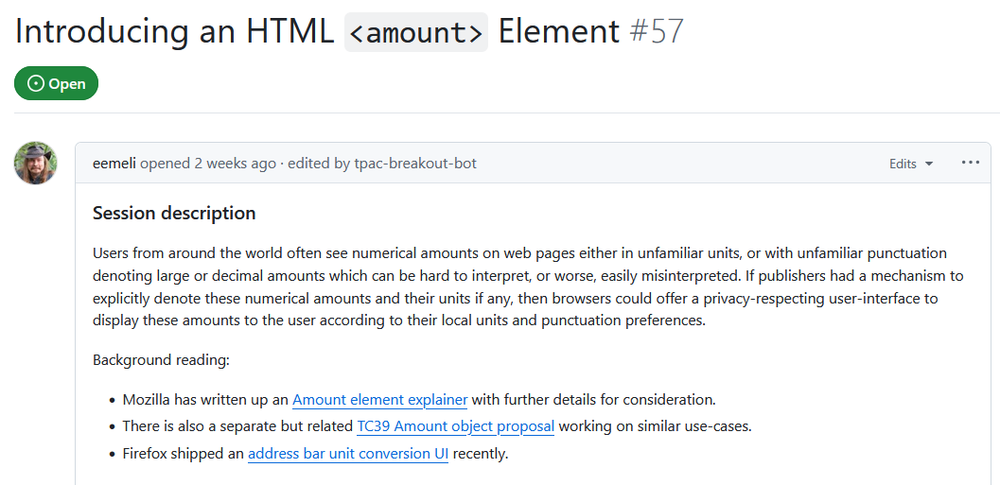 Introducing an HTML <amount> Element #57
Open
eemeli opened 2 weeks ago · edited by tpac-breakout-bot
Edits
Session description
Users from around the world often see numerical amounts on web pages either in unfamiliar units, or with unfamiliar punctuation
denoting large or decimal amounts which can be hard to interpret, or worse, easily misinterpreted. If publishers had a mechanism to
explicitly denote these numerical amounts and their units if any, then browsers could offer a privacy-respecting user-interface to
display these amounts to the user according to their local units and punctuation preferences.
Background reading:
• Mozilla has written up an Amount element explainer with further details for consideration.
• There is also a separate but related TC39 Amount object proposal working on similar use-cases.
• Firefox shipped an address bar unit conversion UI recently.